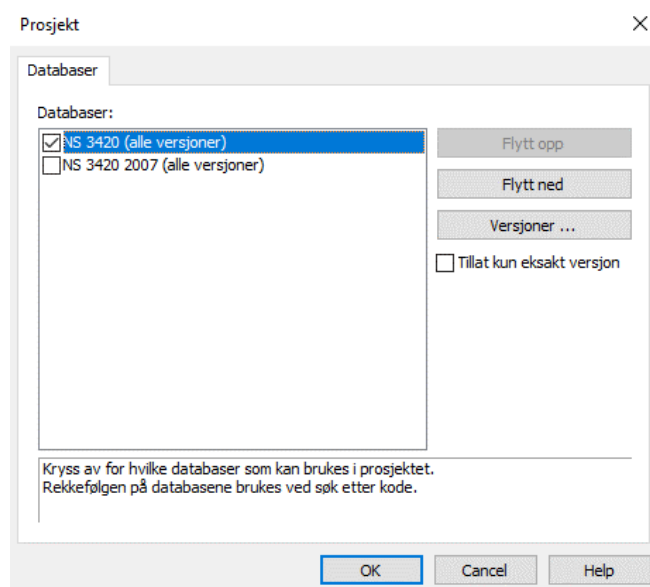 Prosjekt
Databaser
Databaser:
NS 3420 (alle versjoner)
NS 3420 2007 (alle versjoner)
Flytt opp
Flytt ned
Versjoner ...
Tillat kun eksakt versjon
Kryss av for hvilke databaser som kan brukes i prosjektet.
Rekkefølgen på databasene brukes ved søk etter kode.
OK
Cancel
Help